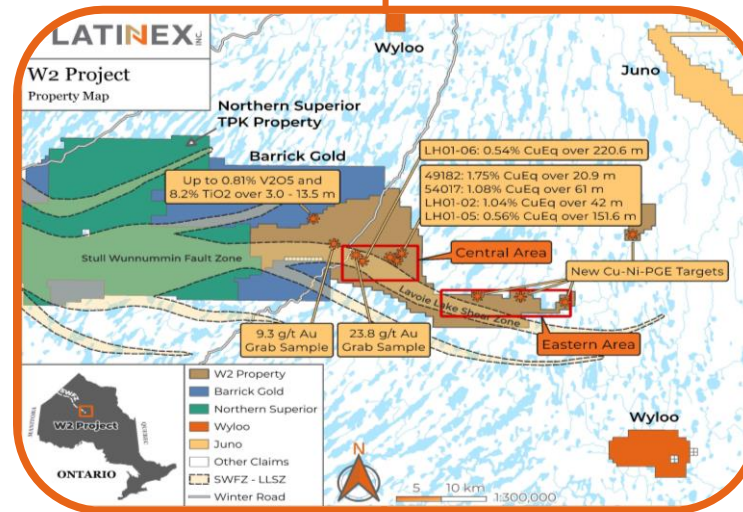 PLATINEX INC.
W2 Project
Property Map
Wyloo
Juno
Northern Superior
TPK Property
Barrick Gold
LH01-06: 0.54% CuEq over 220.6 m
Up to 0.81% V2O5 and
8.2% TiO2 over 3.0 - 13.5 m
49182: 1.75% CuEq over 20.9 m
54017: 1.08% CuEq over 61 m
LH01-02: 1.04% CuEq over 42 m
LH01-05: 0.56% CuEq over 151.6 m
Stull Wunnummin Fault Zone
Central Area
New Cu-Ni-PGE Targets
Lavoie Lake Shear Zone
9.3 g/t Au
Grab Sample
23.8 g/t Au
Grab Sample
Eastern Area
SWFZ
W2 Project
MANITOBA
QUEBEC
ONTARIO
W2 Property
Barrick Gold
Northern Superior
Wyloo
Juno
Other Claims
SWFZ - LLSZ
Winter Road
Wyloo
N
5 10 km
1:300,000